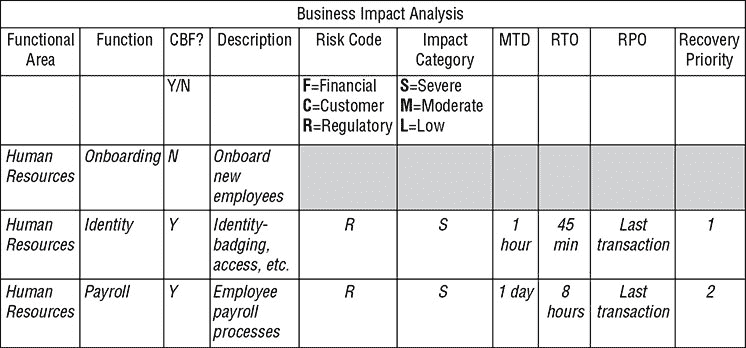 Business Impact Analysis
Functional Area Function CBF? Description Risk Code Impact Category MTD RTO RPO Recovery Priority
Y/N F=Financial C=Customer R=Regulatory S=Severe M=Moderate L=Low
Human Resources Onboarding N Onboard new employees
Human Resources Identity Y Identity-badging, access, etc. R S 1 hour 45 min Last transaction 1
Human Resources Payroll Y Employee payroll processes R S 1 day 8 hours Last transaction 2